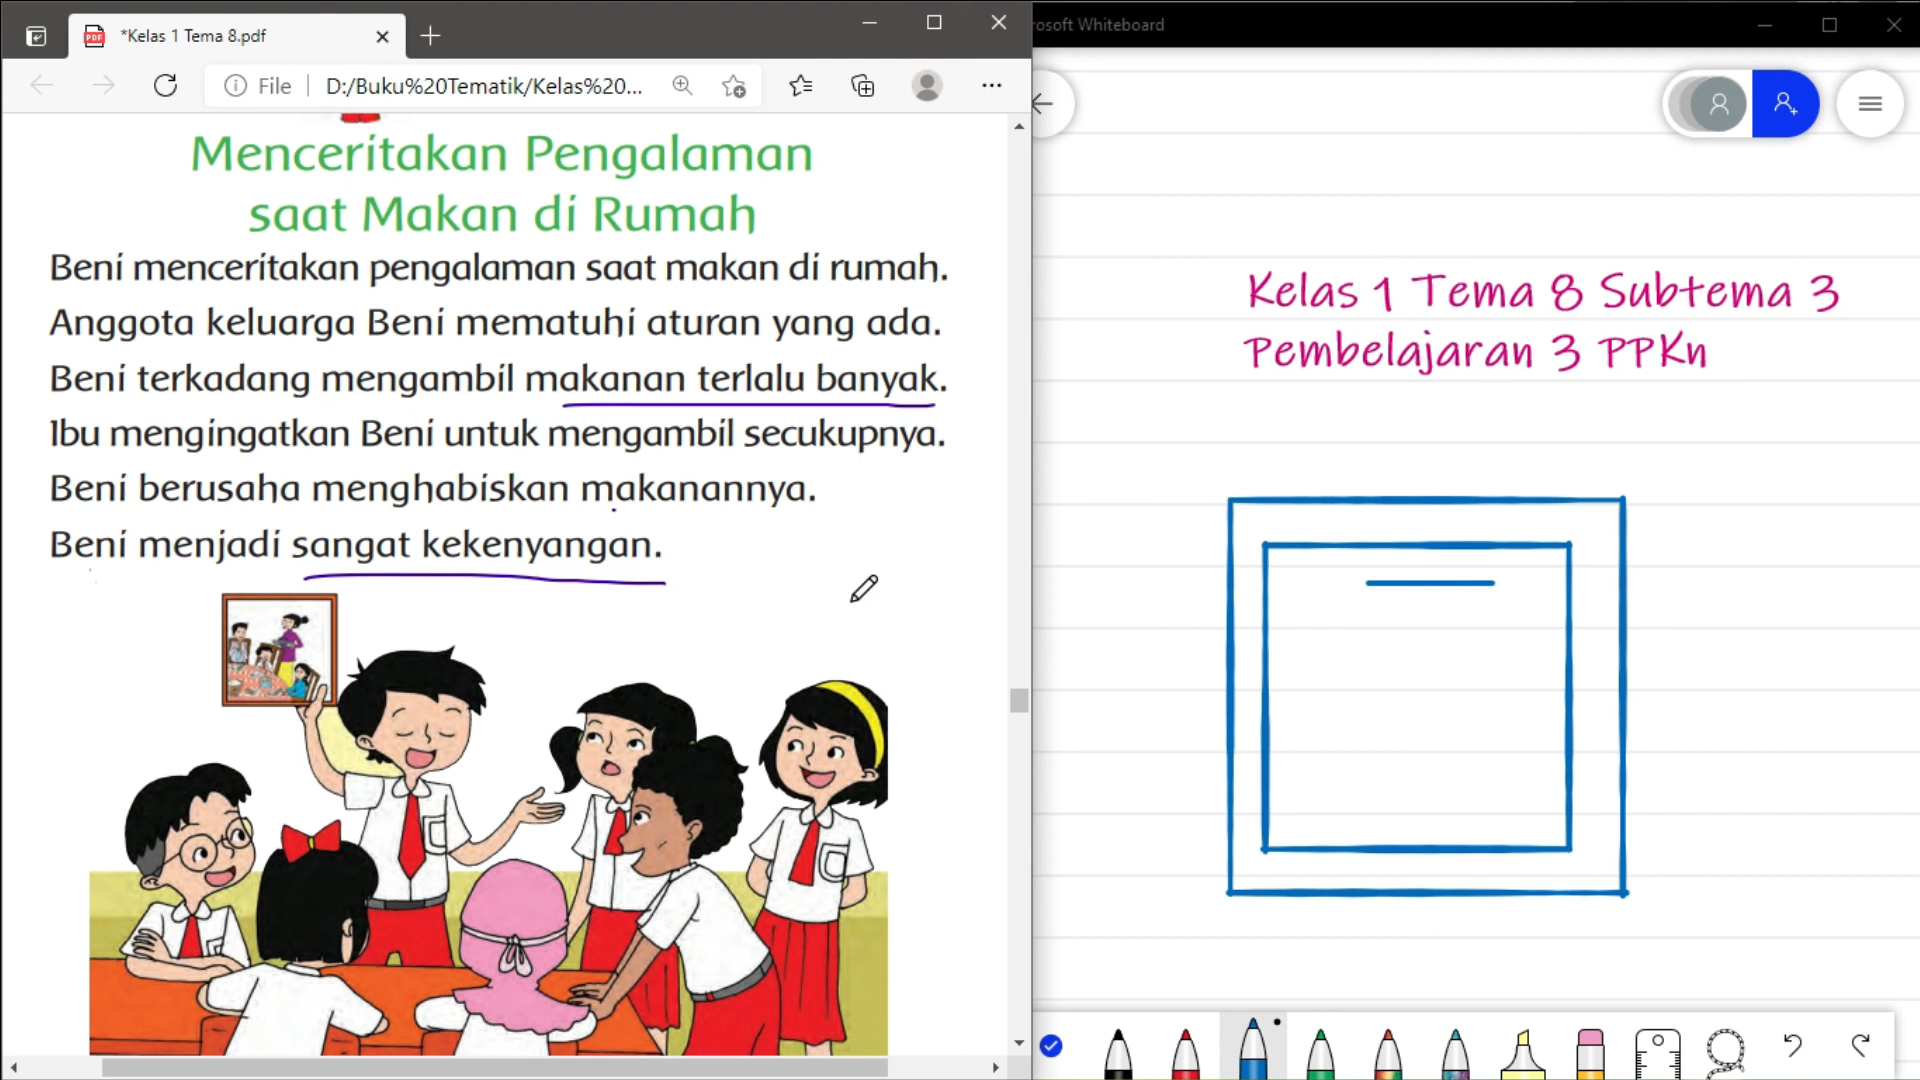 *Kelas 1 Tema 8.pdf
File
D:/Buku%20Tematik/Kelas%20...
Menceritakan Pengalaman
saat Makan di Rumah
Beni menceritakan pengalaman saat makan di rumah.
Anggota keluarga Beni mematuhi aturan yang ada.
Beni terkadang mengambil makanan terlalu banyak.
Ibu mengingatkan Beni untuk mengambil secukupnya.
Beni berusaha menghabiskan makanannya.
Beni menjadi sangat kekenyangan.
rosoft Whiteboard
Kelas 1 Tema 8 Subtema 3
Pembelajaran 3 PPKn